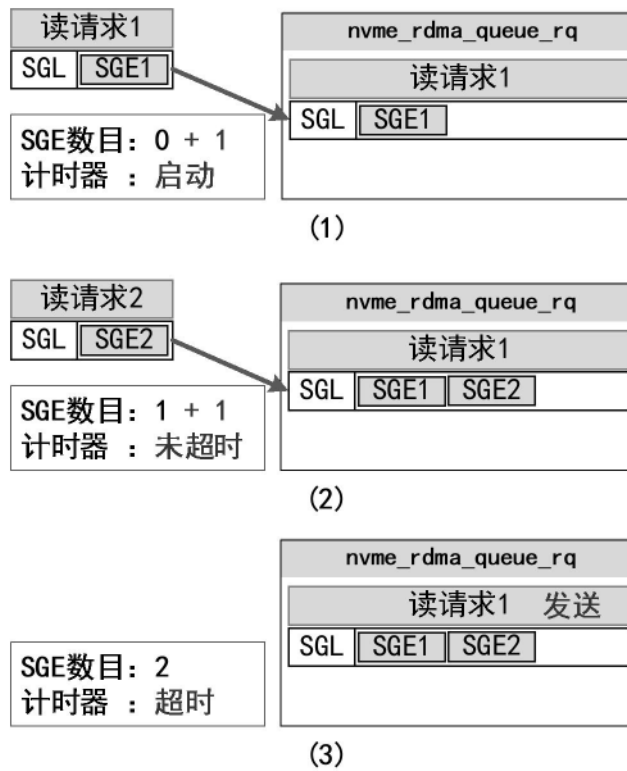 读请求1
SGL SGE1
SGE数目：0 + 1
计时器 ：启动
nvme_rdma_queue_rq
读请求1
SGL SGE1
(1)
读请求2
SGL SGE2
SGE数目：1 + 1
计时器 ：未超时
nvme_rdma_queue_rq
读请求1
SGL SGE1 SGE2
(2)
SGE数目：2
计时器 ：超时
nvme_rdma_queue_rq
读请求1 发送
SGL SGE1 SGE2
(3)